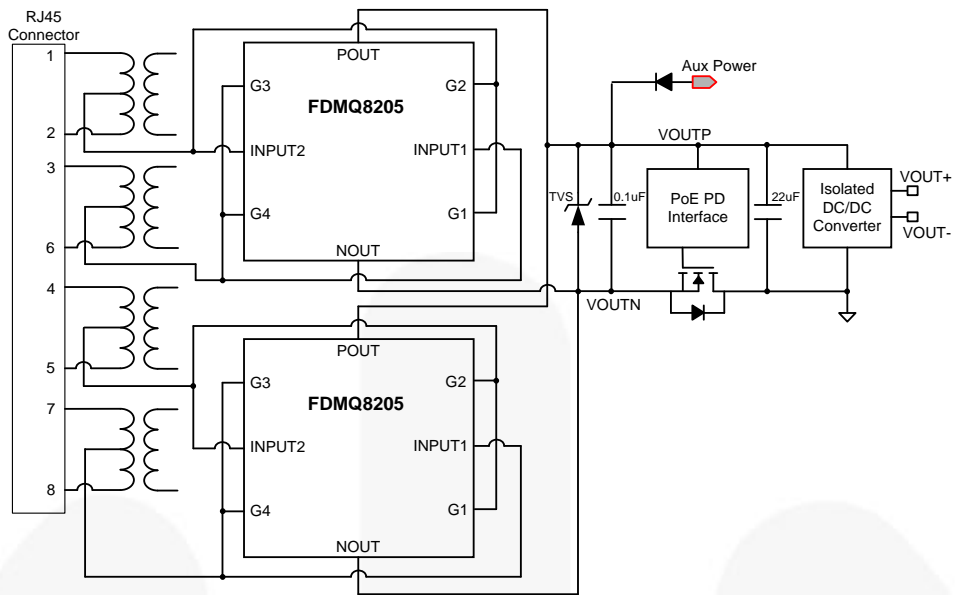 RJ45
Connector
1
2
3
6
4
5
7
8
POUT
G3
G2
FDMQ8205
INPUT2
INPUT1
G4
G1
NOUT
POUT
G3
G2
FDMQ8205
INPUT2
INPUT1
G4
G1
NOUT
Aux Power
VOUTP
TVS
0.1uF
PoE PD
Interface
22uF
Isolated
DC/DC
Converter
VOUT+
VOUT-
VOUTN